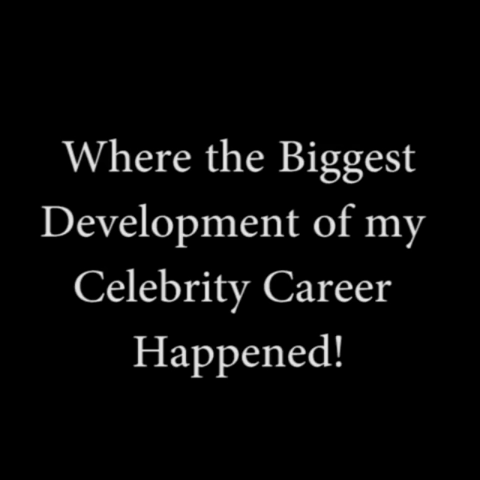 Where the Biggest
Development of my
Celebrity Career
Happened!